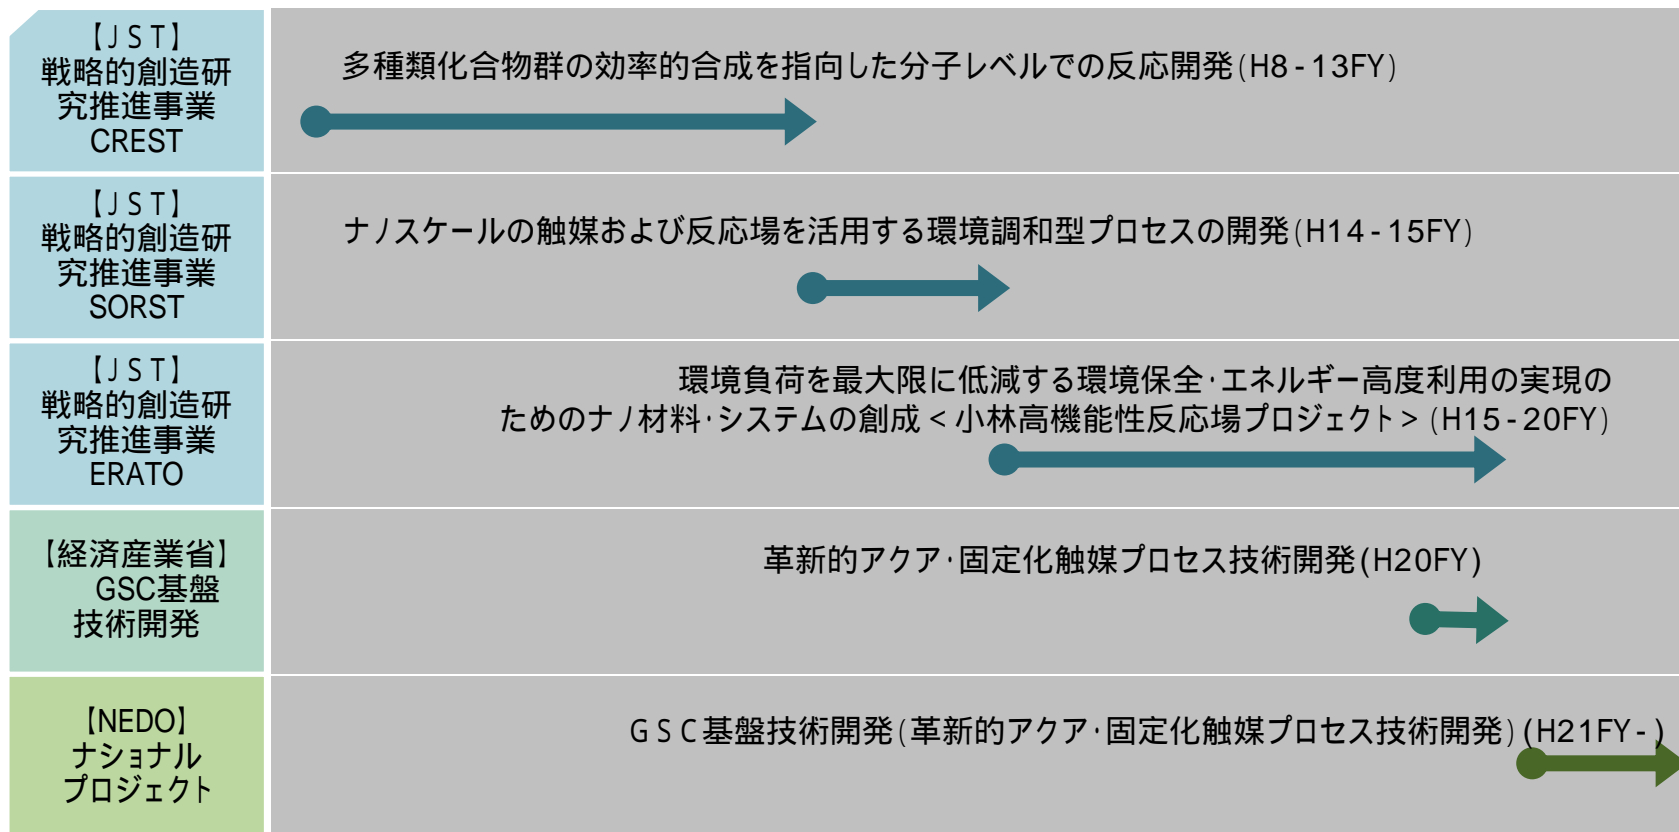 【JST】
戦略的創造研
究推進事業
CREST
多種類化合物群の効率的合成を指向した分子レベルでの反応開発(H8-13FY)
【JST】
戦略的創造研
究推進事業
SORST
ナノスケールの触媒および反応場を活用する環境調和型プロセスの開発(H14-15FY)
【JST】
戦略的創造研
究推進事業
ERATO
環境負荷を最大限に低減する環境保全・エネルギー高度利用の実現の
ためのナノ材料・システムの創成<小林高機能性反応場プロジェクト>(H15-20FY)
【経済産業省】
GSC基盤
技術開発
革新的アクア・固定化触媒プロセス技術開発(H20FY)
【NEDO】
ナショナル
プロジェクト
GSC基盤技術開発(革新的アクア・固定化触媒プロセス技術開発)(H21FY-)